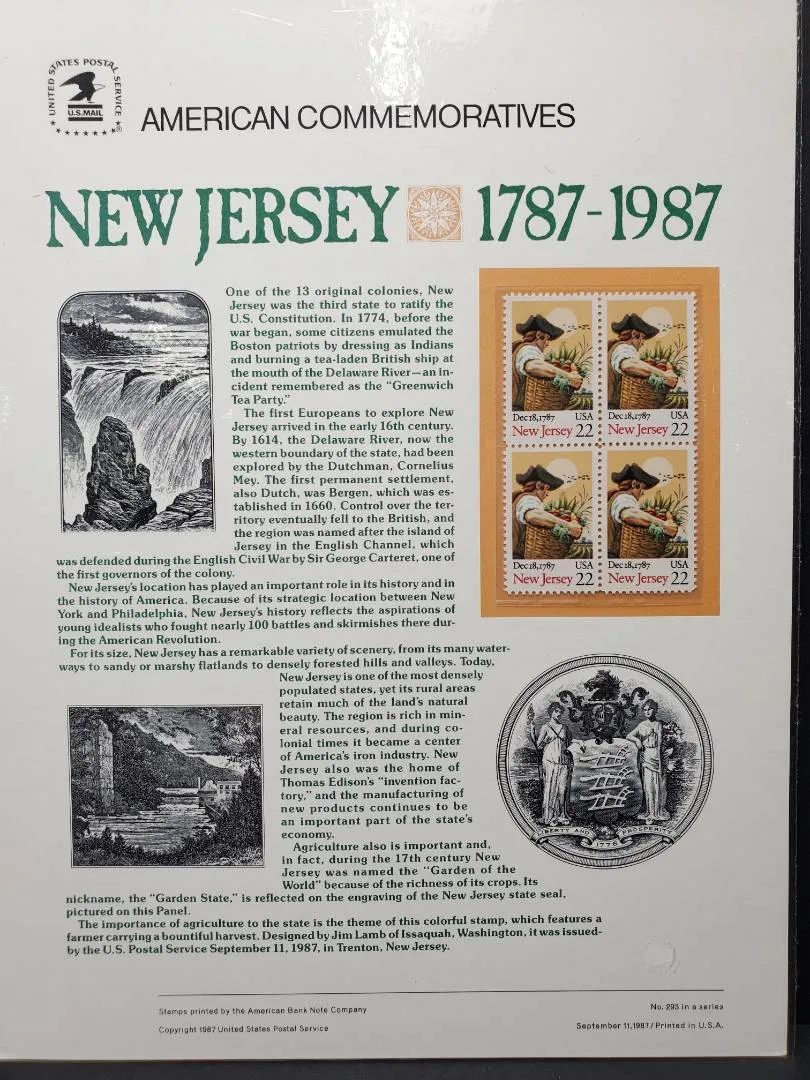 UNITED STATES POSTAL SERVICE
U.S.MAIL
AMERICAN COMMEMORATIVES
NEW JERSEY 1787-1987
One of the 13 original colonies, New
Jersey was the third state to ratify the
U.S. Constitution. In 1774, before the
war began, some citizens emulated the
Boston patriots by dressing as Indians
and burning a tea-laden British ship at
the mouth of the Delaware River—an in-
cident remembered as the “Greenwich
Tea Party.”
The first Europeans to explore New
Jersey arrived in the early 16th century.
By 1614, the Delaware River, now the
western boundary of the state, had been
explored by the Dutchman, Cornelius
Mey. The first permanent settlement,
also Dutch, was Bergen, which was es-
tablished in 1660. Control over the ter-
ritory eventually fell to the British, and
the region was named after the island of
Jersey in the English Channel, which
was defended during the English Civil War by Sir George Carteret, one of
the first governors of the colony.
New Jersey's location has played an important role in its history and in
the history of America. Because of its strategic location between New
York and Philadelphia, New Jersey's history reflects the aspirations of
young idealists who fought nearly 100 battles and skirmishes there dur-
ing the American Revolution.
For its size, New Jersey has a remarkable variety of scenery, from its many water-
ways to sandy or marshy flatlands to densely forested hills and valleys. Today,
New Jersey is one of the most densely
populated states, yet its rural areas
retain much of the land's natural
beauty. The region is rich in min-
eral resources, and during co-
lonial times it became a center
of America's iron industry. New
Jersey also was the home of
Thomas Edison's “invention fac-
tory,” and the manufacturing of
new products continues to be
an important part of the state's
economy.
Agriculture also is important and,
in fact, during the 17th century New
Jersey was named the “Garden of the
World” because of the richness of its crops. Its
nickname, the “Garden State,” is reflected on the engraving of the New Jersey state seal,
pictured on this Panel.
The importance of agriculture to the state is the theme of this colorful stamp, which features a
farmer carrying a bountiful harvest. Designed by Jim Lamb of Issaquah, Washington, it was issued-
by the U.S. Postal Service September 11, 1987, in Trenton, New Jersey.
Dec 18, 1787 USA
New Jersey 22
Dec 18, 1787 USA
New Jersey 22
Dec 18, 1787 USA
New Jersey 22
Dec 18, 1787 USA
New Jersey 22
LIBERTY AND PROSPERITY
1776
Stamps printed by the American Bank Note Company
Copyright 1987 United States Postal Service
No. 293 in a series
September 11, 1987/Printed in U.S.A.